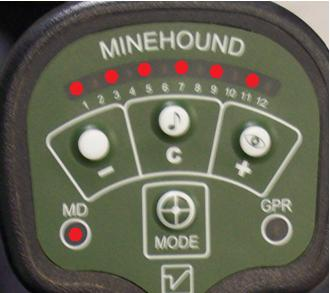 MINEHOUND
1 2 3 4 5 6 7 8 9 10 11 12
- C +
MD GPR
MODE